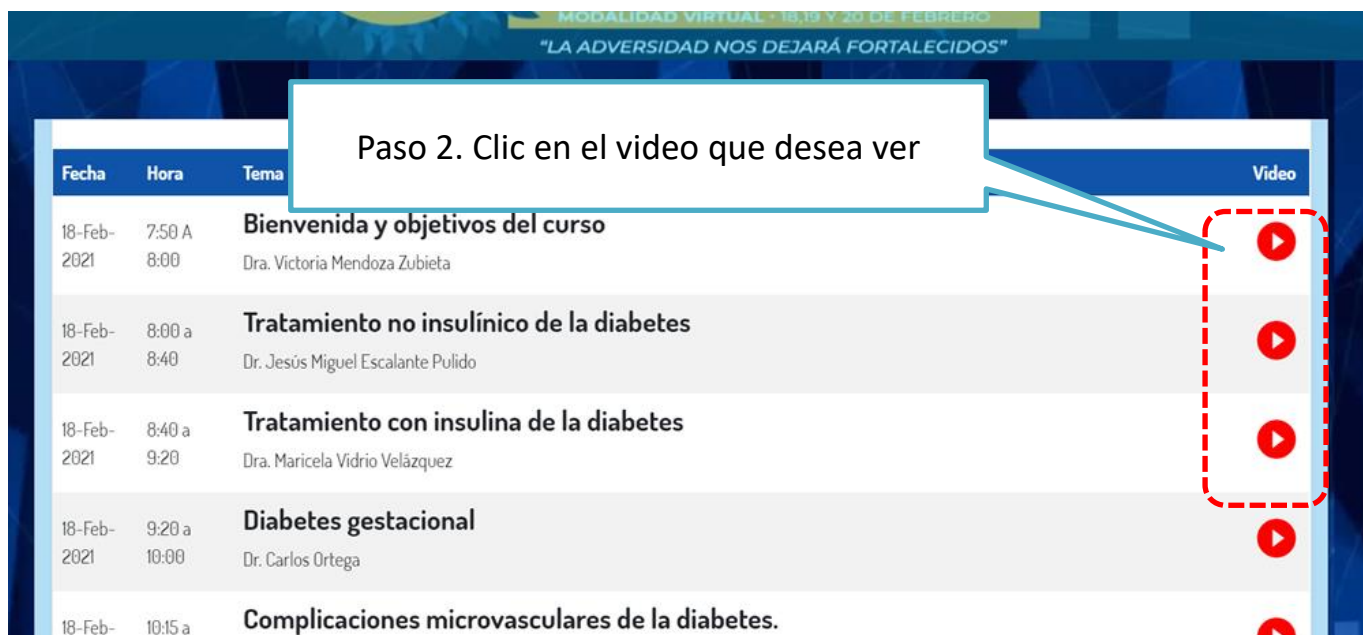 MODALIDAD VIRTUAL · 18,19 Y 20 DE FEBRERO
"LA ADVERSIDAD NOS DEJARÁ FORTALECIDOS"
Paso 2. Clic en el video que desea ver
Fecha Hora Tema Video
18-Feb-2021 7:50 A 8:00 Bienvenida y objetivos del curso
Dra. Victoria Mendoza Zubieta
18-Feb-2021 8:00 a 8:40 Tratamiento no insulínico de la diabetes
Dr. Jesús Miguel Escalante Pulido
18-Feb-2021 8:40 a 9:20 Tratamiento con insulina de la diabetes
Dra. Maricela Vidrio Velázquez
18-Feb-2021 9:20 a 10:00 Diabetes gestacional
Dr. Carlos Ortega
18-Feb- 10:15 a Complicaciones microvasculares de la diabetes.